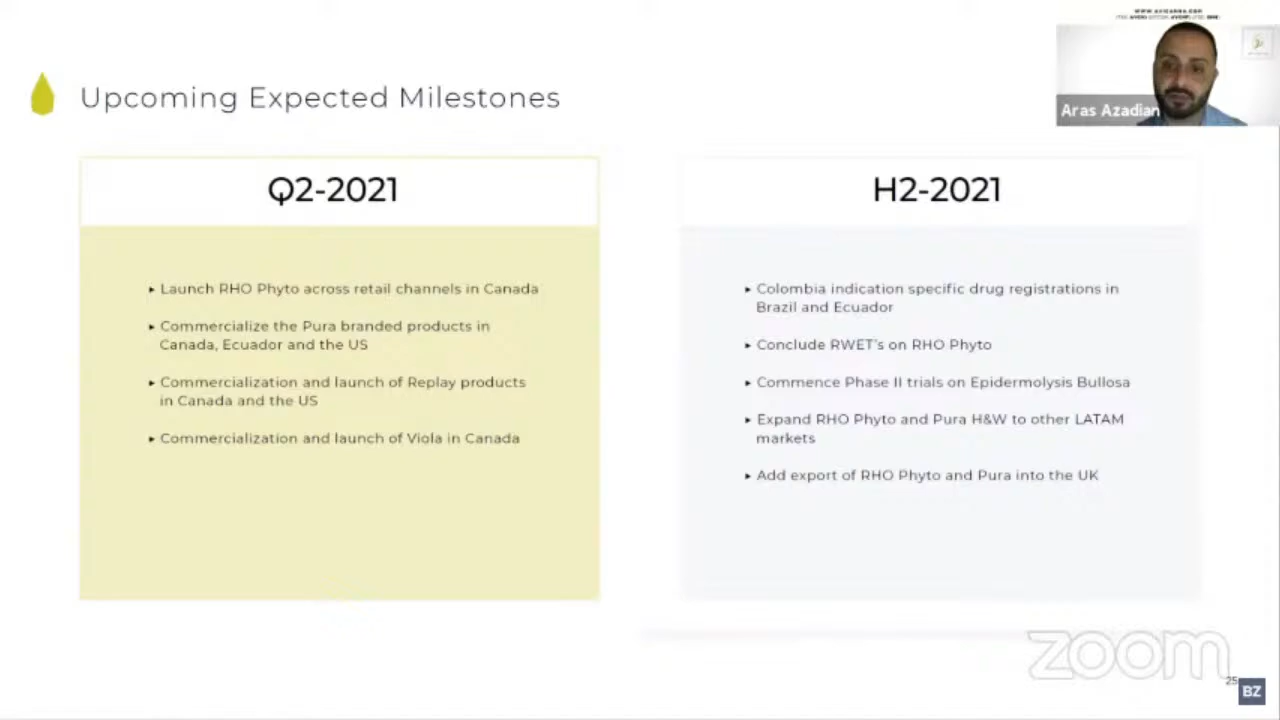 WWW.AVICANNA.COM
Upcoming Expected Milestones
Aras Azadian
Q2-2021
▸ Launch RHO Phyto across retail channels in Canada
▸ Commercialize the Pura branded products in
Canada, Ecuador and the US
▸ Commercialization and launch of Replay products
in Canada and the US
▸ Commercialization and launch of Viola in Canada
H2-2021
▸ Colombia indication specific drug registrations in
Brazil and Ecuador
▸ Conclude RWET's on RHO Phyto
▸ Commence Phase II trials on Epidermolysis Bullosa
▸ Expand RHO Phyto and Pura H&W to other LATAM
markets
▸ Add export of RHO Phyto and Pura into the UK
zoom
25
BZ